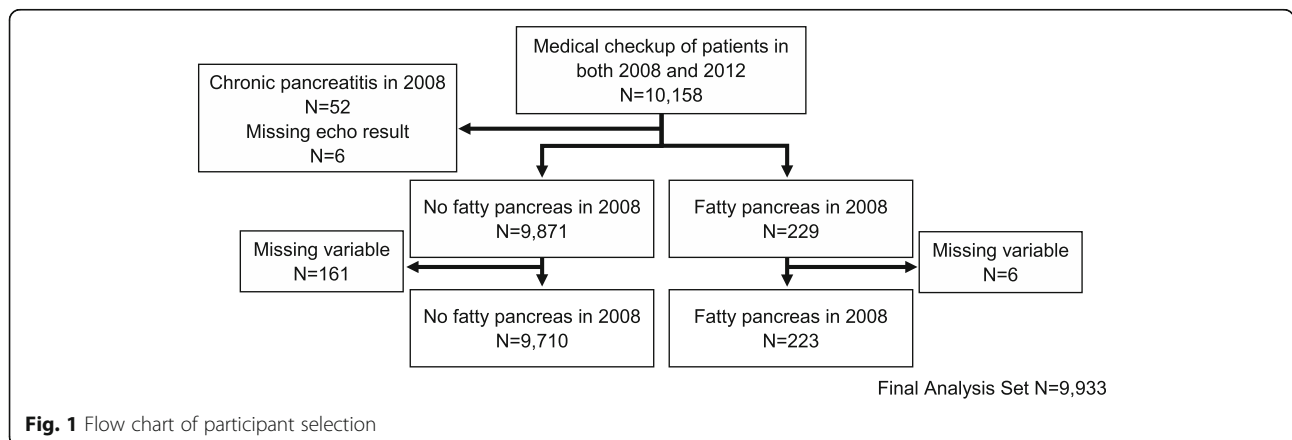 Medical checkup of patients in
both 2008 and 2012
N=10,158
Chronic pancreatitis in 2008
N=52
Missing echo result
N=6
No fatty pancreas in 2008
N=9,871
Fatty pancreas in 2008
N=229
Missing variable
N=161
Missing variable
N=6
No fatty pancreas in 2008
N=9,710
Fatty pancreas in 2008
N=223
Final Analysis Set N=9,933
Fig. 1 Flow chart of participant selection